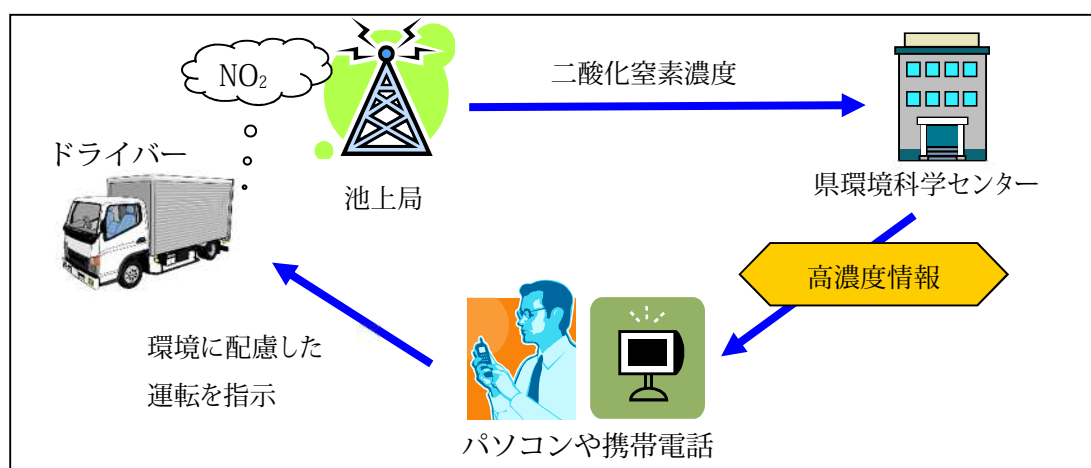 NO₂
二酸化窒素濃度
ドライバー
池上局
県環境科学センター
高濃度情報
環境に配慮した
運転を指示
パソコンや携帯電話